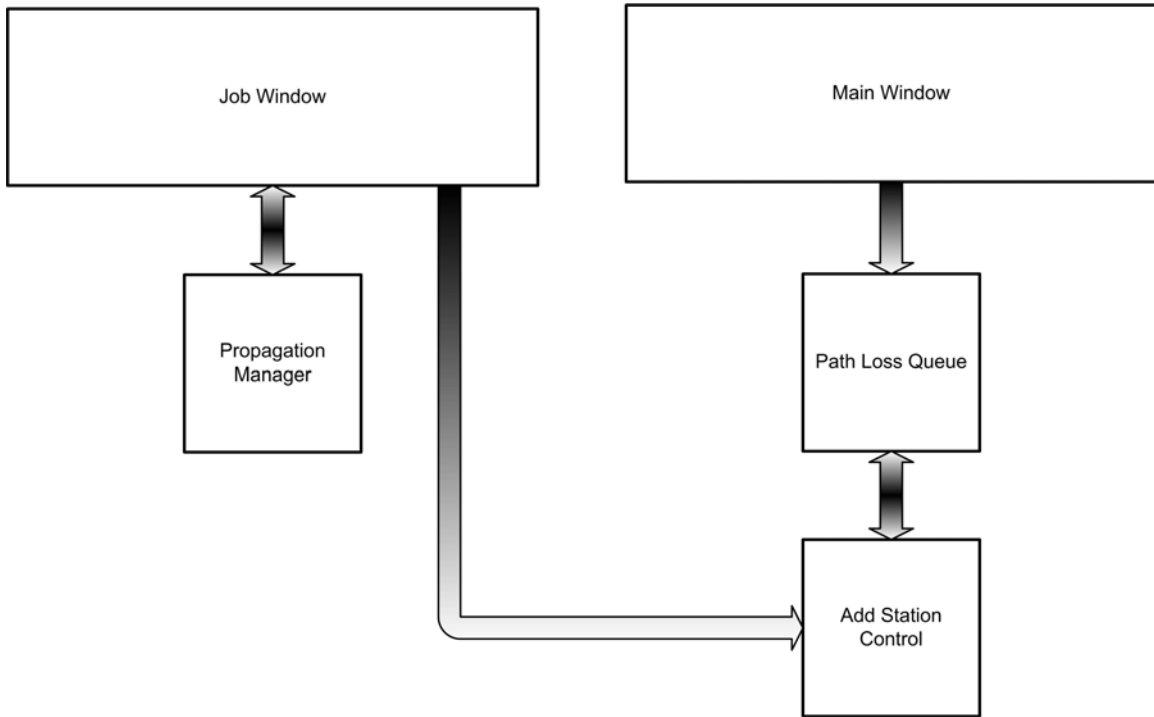 Job Window
Main Window
Propagation
Manager
Path Loss Queue
Add Station
Control